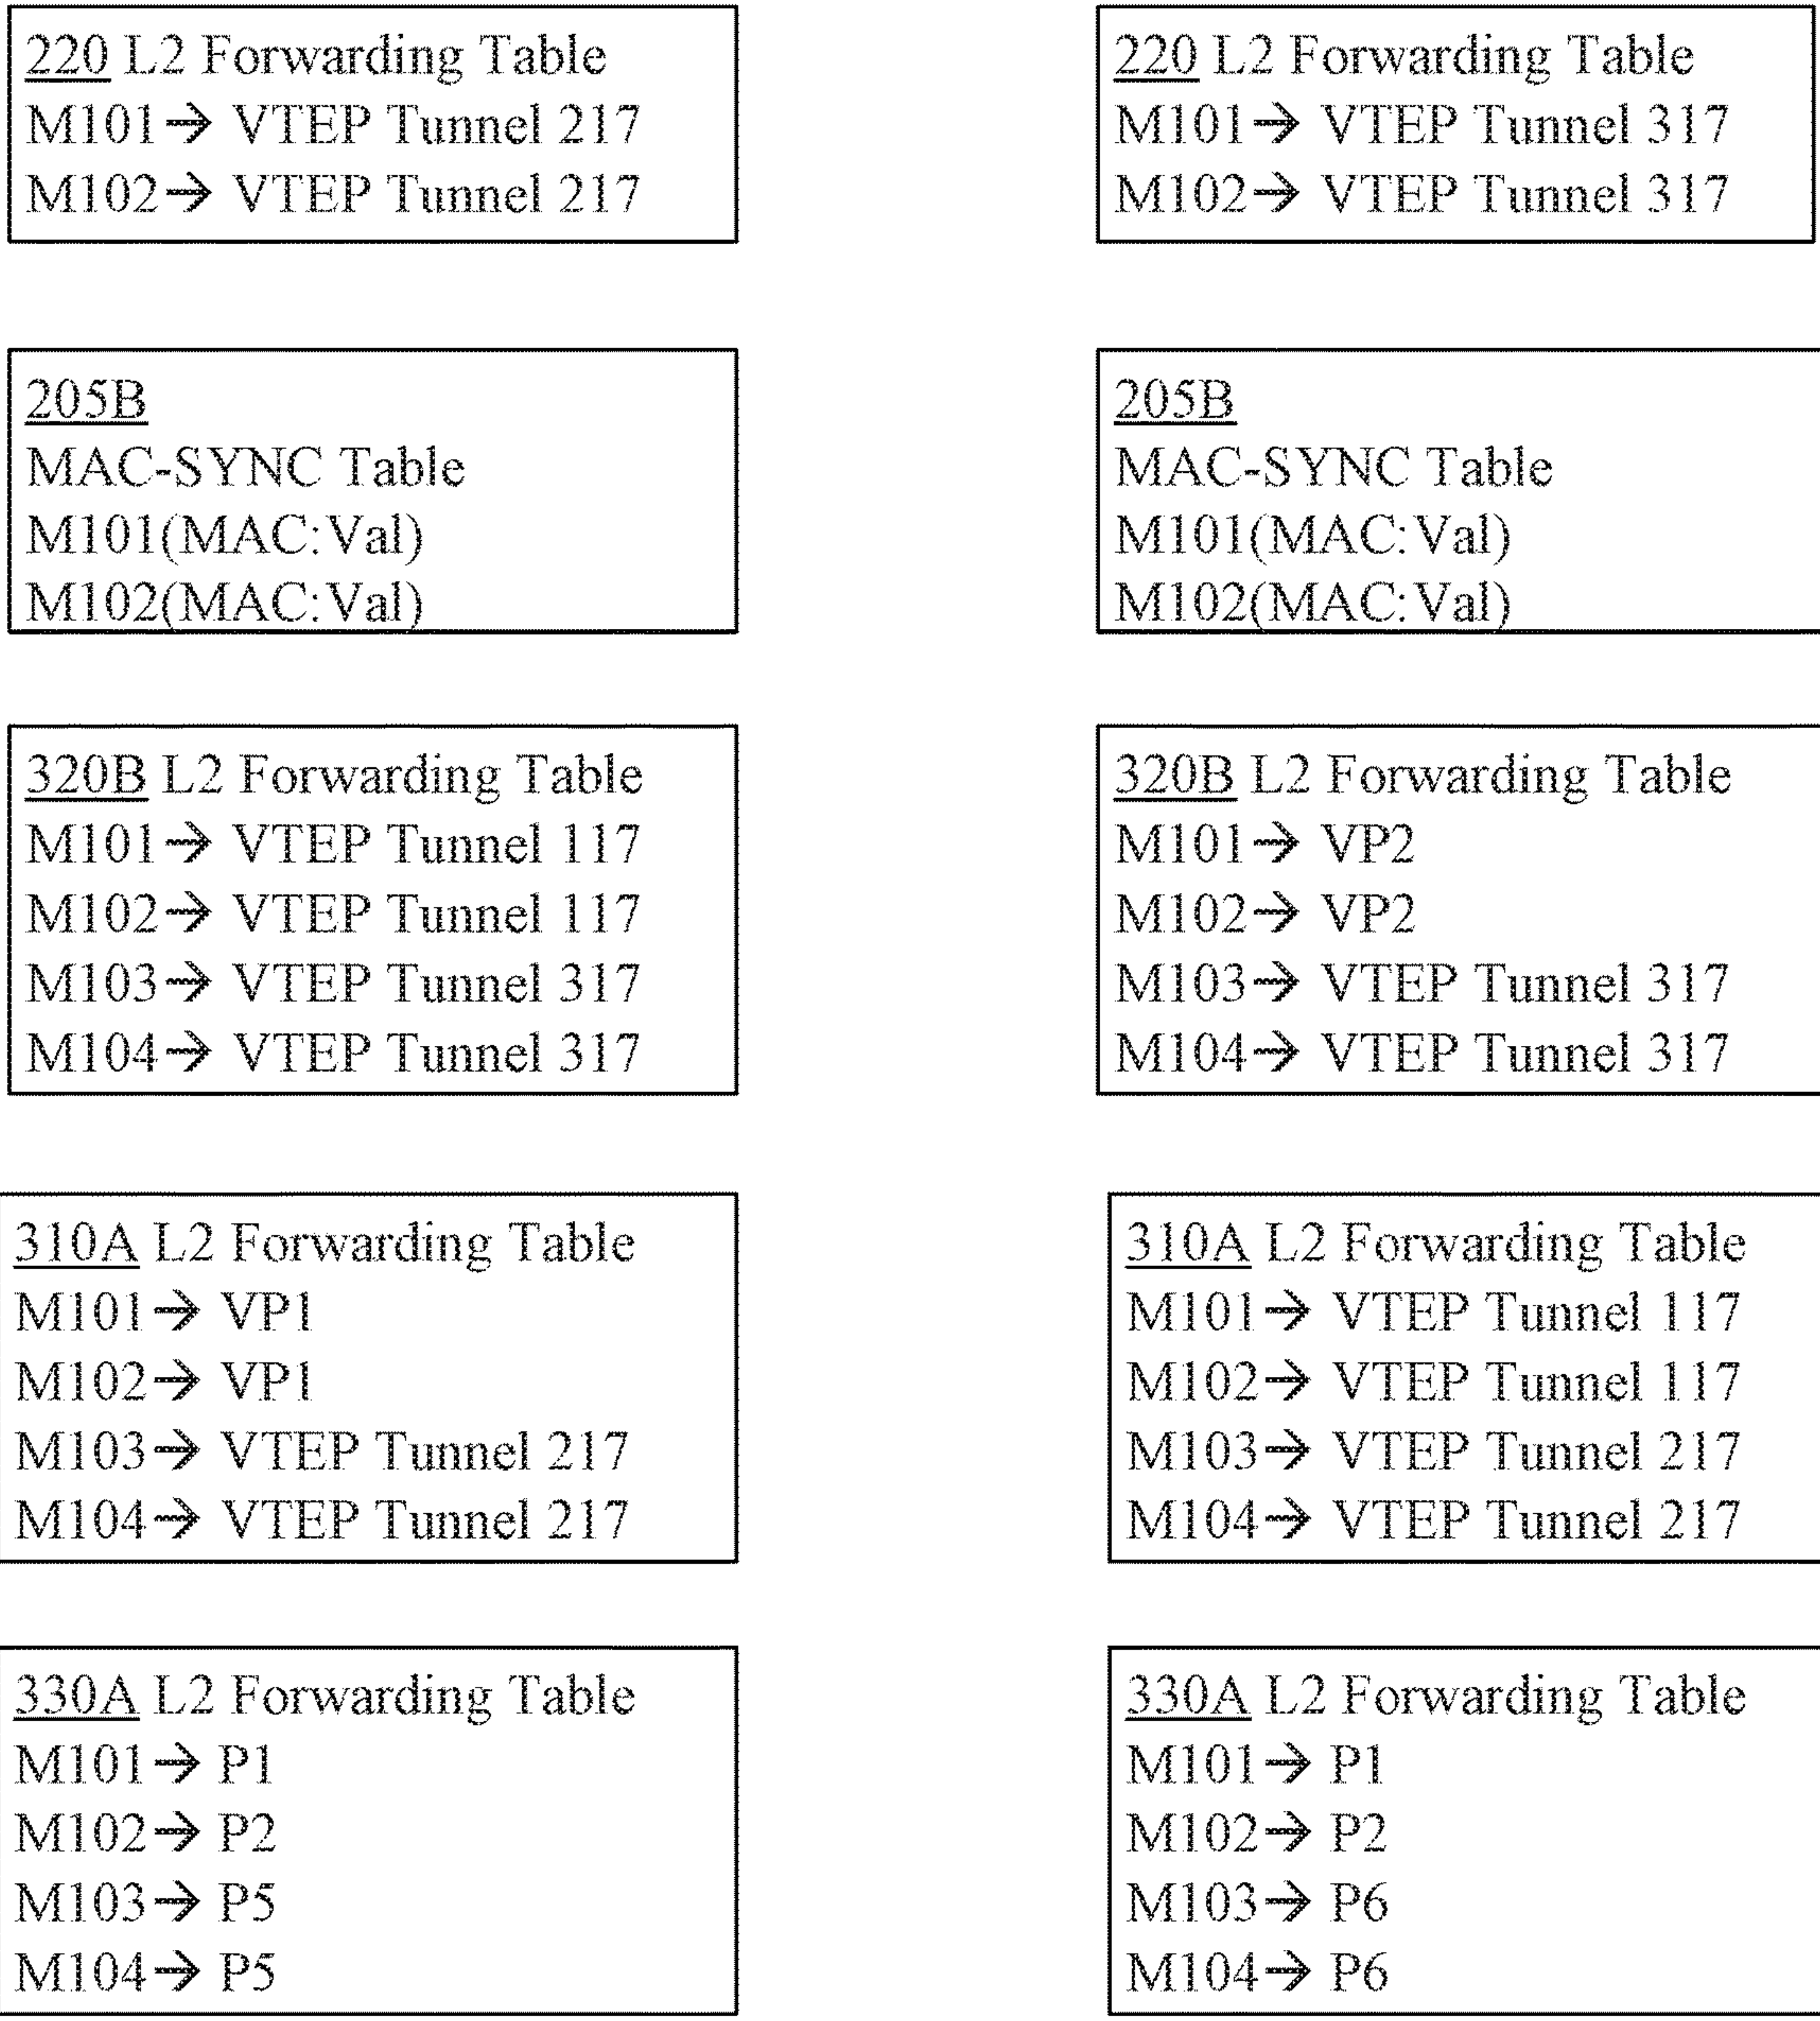 220 L2 Forwarding Table
M101→ VTEP Tunnel 217
M102→ VTEP Tunnel 217
205B
MAC-SYNC Table
M101(MAC:Val)
M102(MAC:Val)
320B L2 Forwarding Table
M101→ VTEP Tunnel 117
M102→ VTEP Tunnel 117
M103→ VTEP Tunnel 317
M104→ VTEP Tunnel 317
310A L2 Forwarding Table
M101→ VP1
M102→ VP1
M103→ VTEP Tunnel 217
M104→ VTEP Tunnel 217
330A L2 Forwarding Table
M101→ P1
M102→ P2
M103→ P5
M104→ P5
220 L2 Forwarding Table
M101→ VTEP Tunnel 317
M102→ VTEP Tunnel 317
205B
MAC-SYNC Table
M101(MAC:Val)
M102(MAC:Val)
320B L2 Forwarding Table
M101→ VP2
M102→ VP2
M103→ VTEP Tunnel 317
M104→ VTEP Tunnel 317
310A L2 Forwarding Table
M101→ VTEP Tunnel 117
M102→ VTEP Tunnel 117
M103→ VTEP Tunnel 217
M104→ VTEP Tunnel 217
330A L2 Forwarding Table
M101→ P1
M102→ P2
M103→ P6
M104→ P6